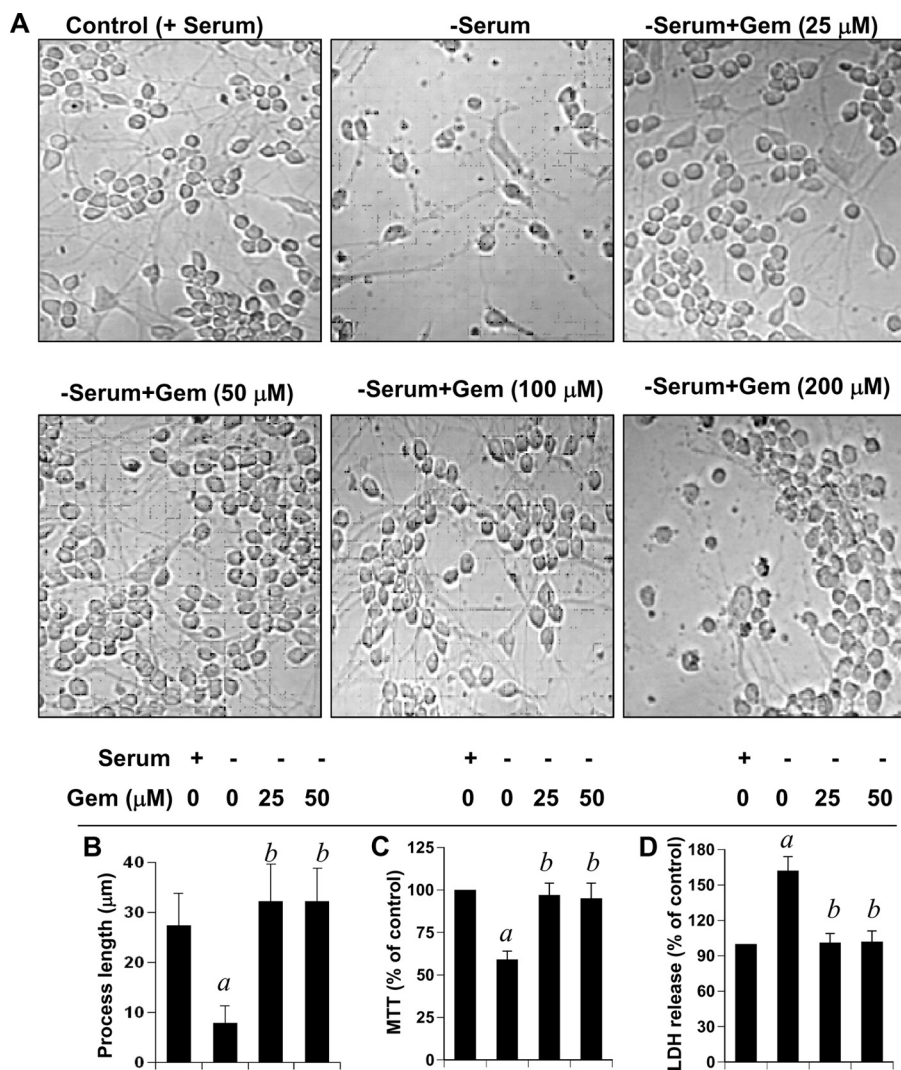 A
Control (+ Serum)
-Serum
-Serum+Gem (25 μM)
-Serum+Gem (50 μM)
-Serum+Gem (100 μM)
-Serum+Gem (200 μM)
Serum + - - - + - - - + - - -
Gem (μM) 0 0 25 50 0 0 25 50 0 0 25 50
B
Process length (μm)
40
30
20
10
0
a
b
b
C
MTT (% of control)
125
100
75
50
25
0
a
b
b
D
LDH release (% of control)
180
150
120
90
60
30
0
a
b
b